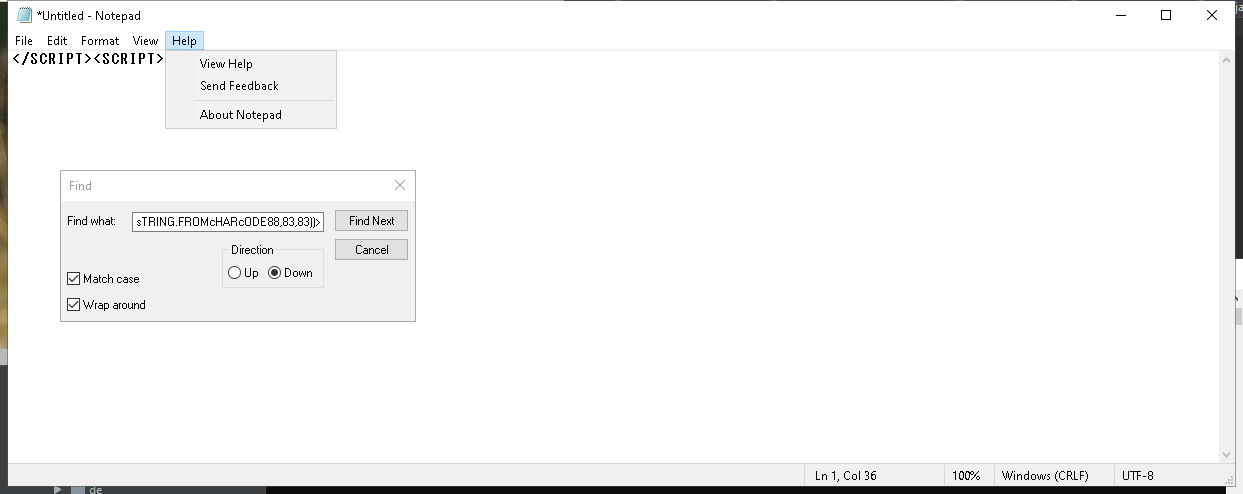 *Untitled - Notepad
File Edit Format View Help
</SCRIPT><SCRIPT>
View Help
Send Feedback
About Notepad
Find
Find what: sTRING.FROMcHARcODE88,83,83))> Find Next
Direction Cancel
Up Down
Match case
Wrap around
Ln 1, Col 36 100% Windows (CRLF) UTF-8
de